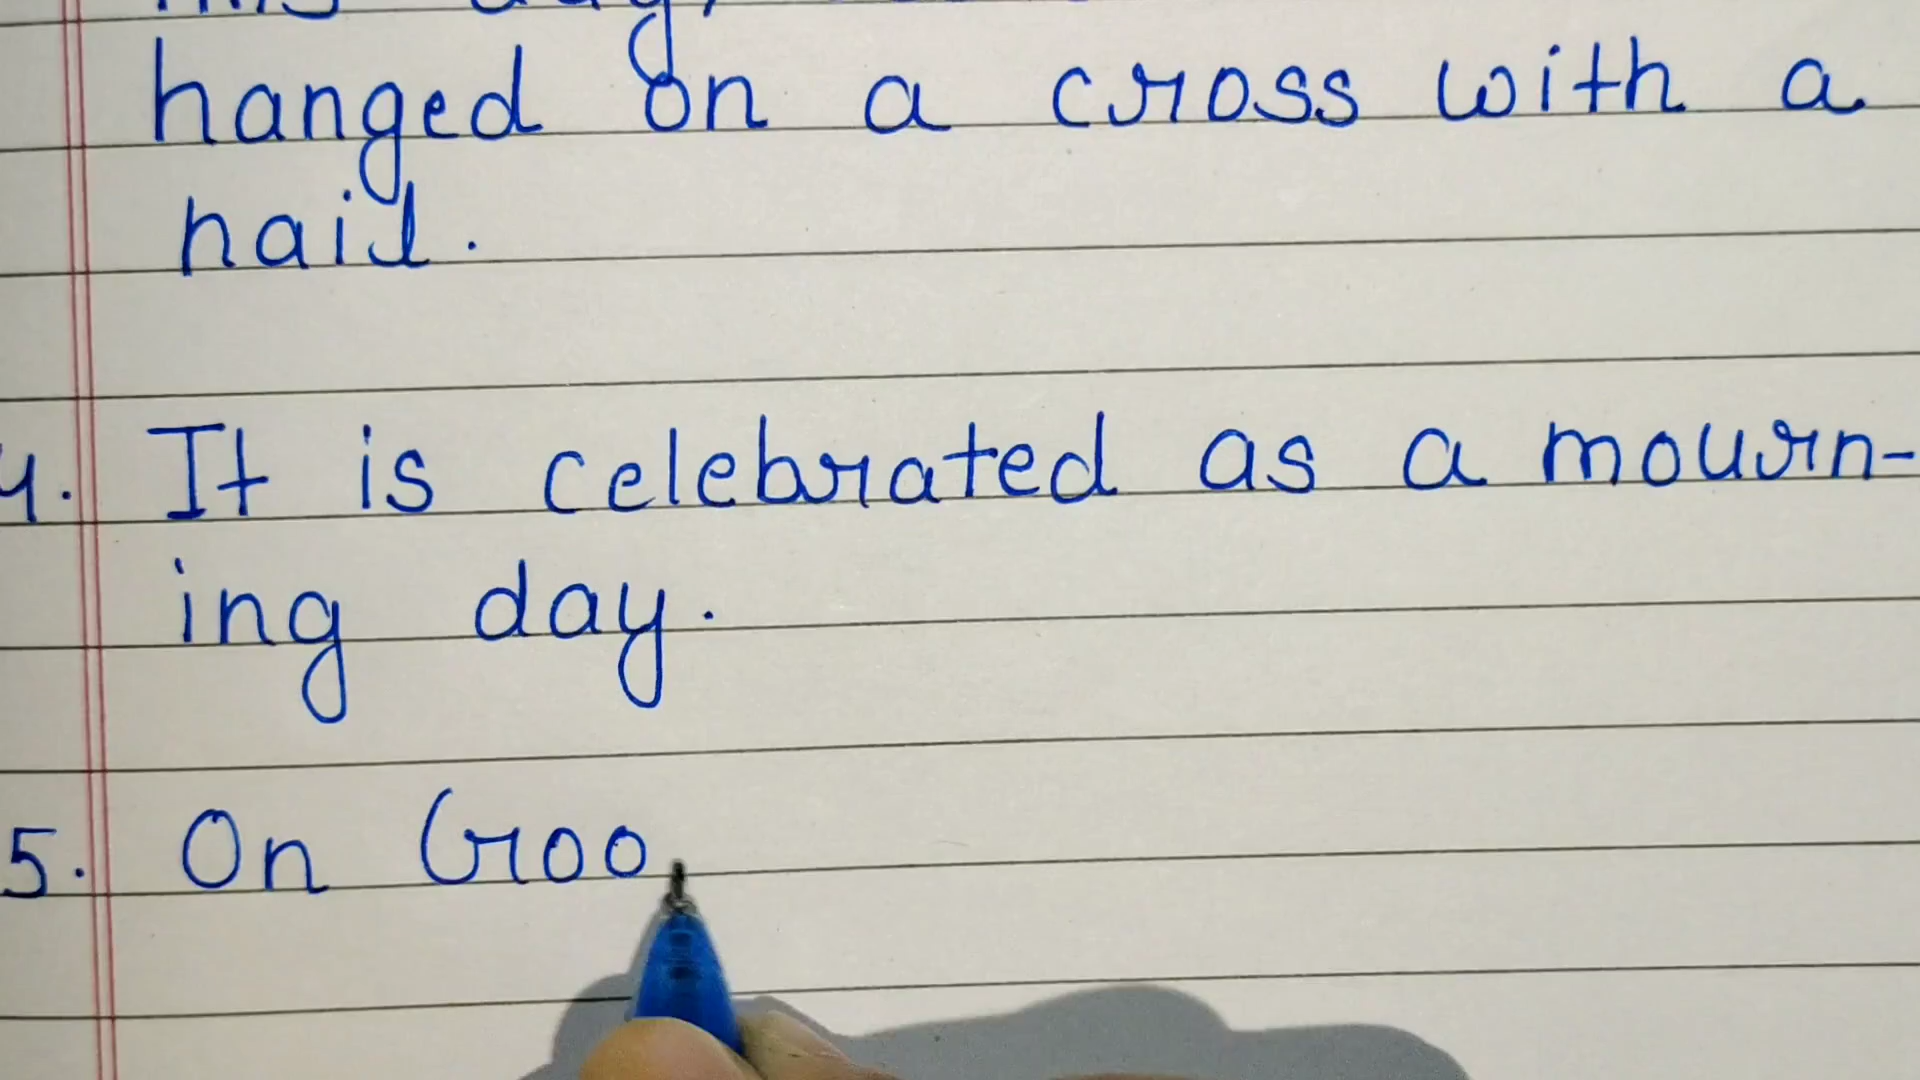 hanged on a cross with a
nail.
4. It is celebrated as a mourn-
ing day.
5. On Goo